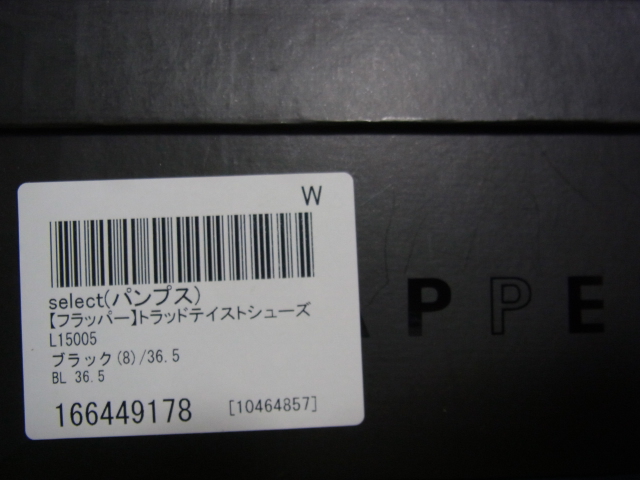 W
select(パンプス)
【フラッパー】トラッドテイストシューズ
L15005
ブラック(8)/36.5
BL 36.5
166449178 [10464857]
APPE